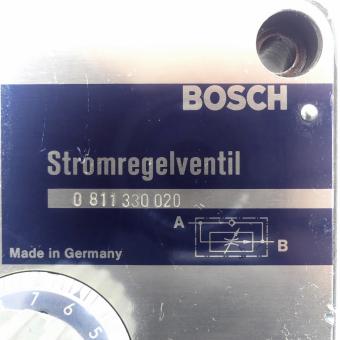 BOSCH
Stromregelventil
0 811 330 020
A
B
Made in Germany
7 6 5